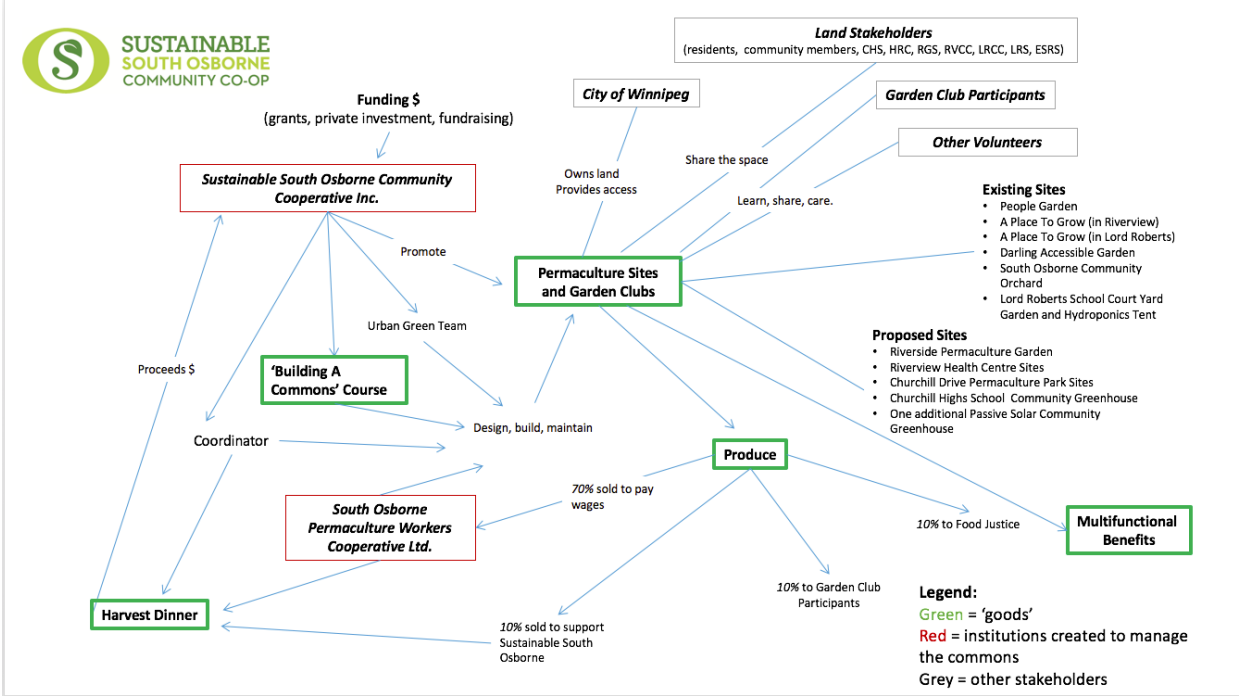 SUSTAINABLE
SOUTH OSBORNE
COMMUNITY CO-OP
Land Stakeholders
(residents, community members, CHS, HRC, RGS, RVCC, LRCC, LRS, ESRS)
City of Winnipeg
Garden Club Participants
Funding $
(grants, private investment, fundraising)
Other Volunteers
Share the space
Owns land
Provides access
Sustainable South Osborne Community
Cooperative Inc.
Learn, share, care.
Existing Sites
• People Garden
• A Place To Grow (in Riverview)
• A Place To Grow (in Lord Roberts)
• Darling Accessible Garden
• South Osborne Community
Orchard
• Lord Roberts School Court Yard
Garden and Hydroponics Tent
Promote
Permaculture Sites
and Garden Clubs
Urban Green Team
Proposed Sites
• Riverside Permaculture Garden
• Riverview Health Centre Sites
• Churchill Drive Permaculture Park Sites
• Churchill Highs School Community Greenhouse
• One additional Passive Solar Community
Greenhouse
Proceeds $
‘Building A
Commons’ Course
Design, build, maintain
Coordinator
Produce
70% sold to pay
wages
South Osborne
Permaculture Workers
Cooperative Ltd.
10% to Food Justice
Multifunctional
Benefits
10% to Garden Club
Participants
Harvest Dinner
10% sold to support
Sustainable South
Osborne
Legend:
Green = ‘goods’
Red = institutions created to manage
the commons
Grey = other stakeholders